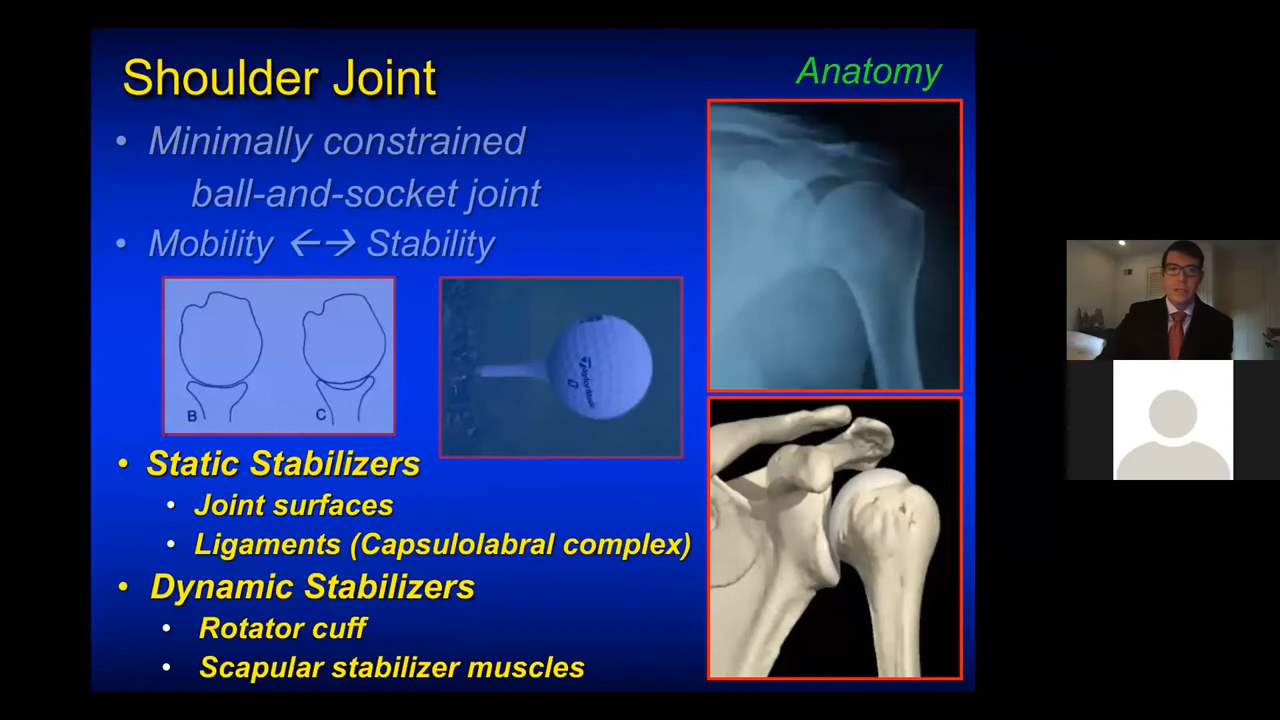 Shoulder Joint
Anatomy
• Minimally constrained
ball-and-socket joint
• Mobility ←→ Stability
B
C
TaylorMade
• Static Stabilizers
• Joint surfaces
• Ligaments (Capsulolabral complex)
• Dynamic Stabilizers
• Rotator cuff
• Scapular stabilizer muscles